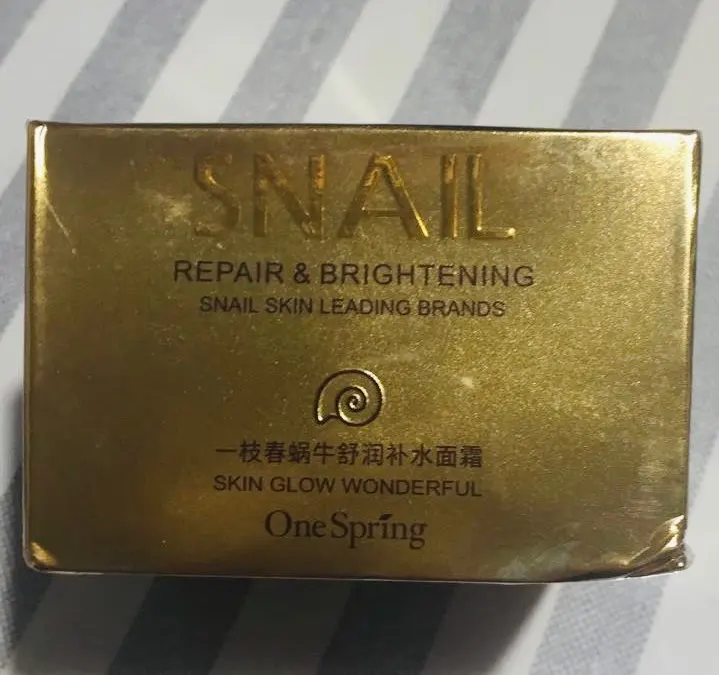 SNAIL
REPAIR & BRIGHTENING
SNAIL SKIN LEADING BRANDS
一枝春蜗牛舒润补水面霜
SKIN GLOW WONDERFUL
OneSpring